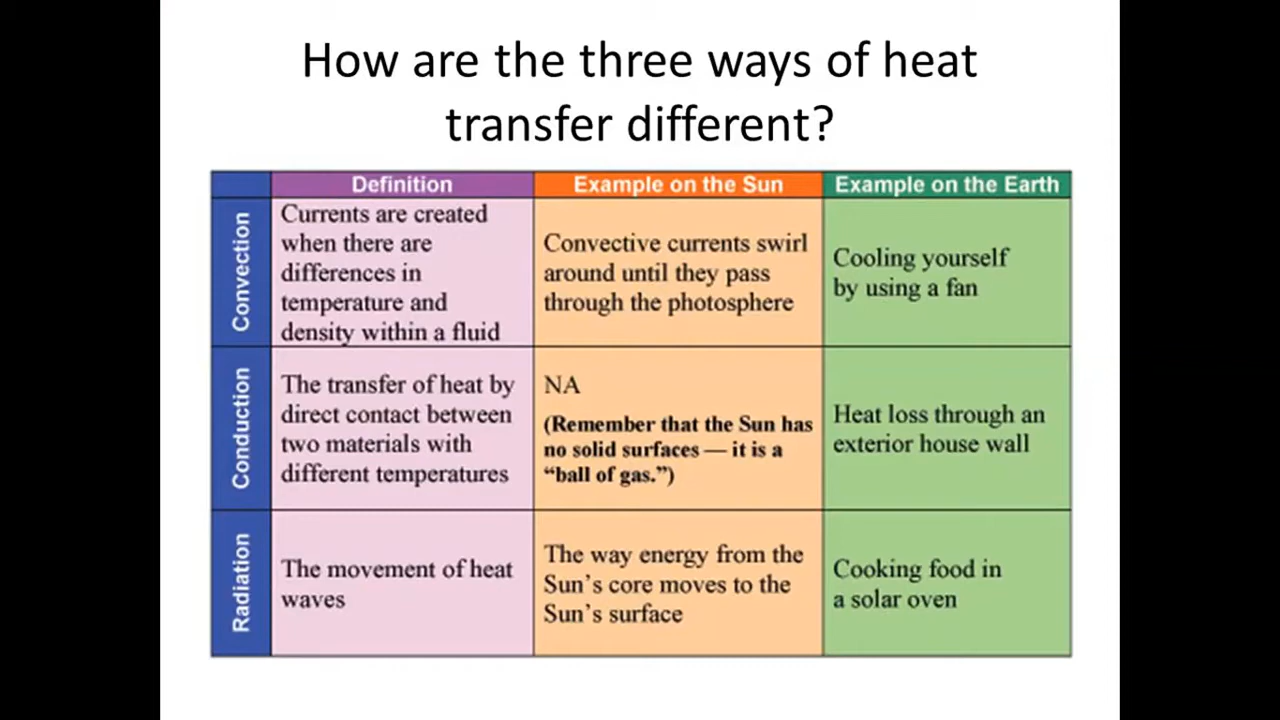 How are the three ways of heat
transfer different?
Definition
Example on the Sun
Example on the Earth
Convection
Currents are created
when there are
differences in
temperature and
density within a fluid
Convective currents swirl
around until they pass
through the photosphere
Cooling yourself
by using a fan
Conduction
The transfer of heat by
direct contact between
two materials with
different temperatures
NA
(Remember that the Sun has
no solid surfaces — it is a
“ball of gas.”)
Heat loss through an
exterior house wall
Radiation
The movement of heat
waves
The way energy from the
Sun’s core moves to the
Sun’s surface
Cooking food in
a solar oven